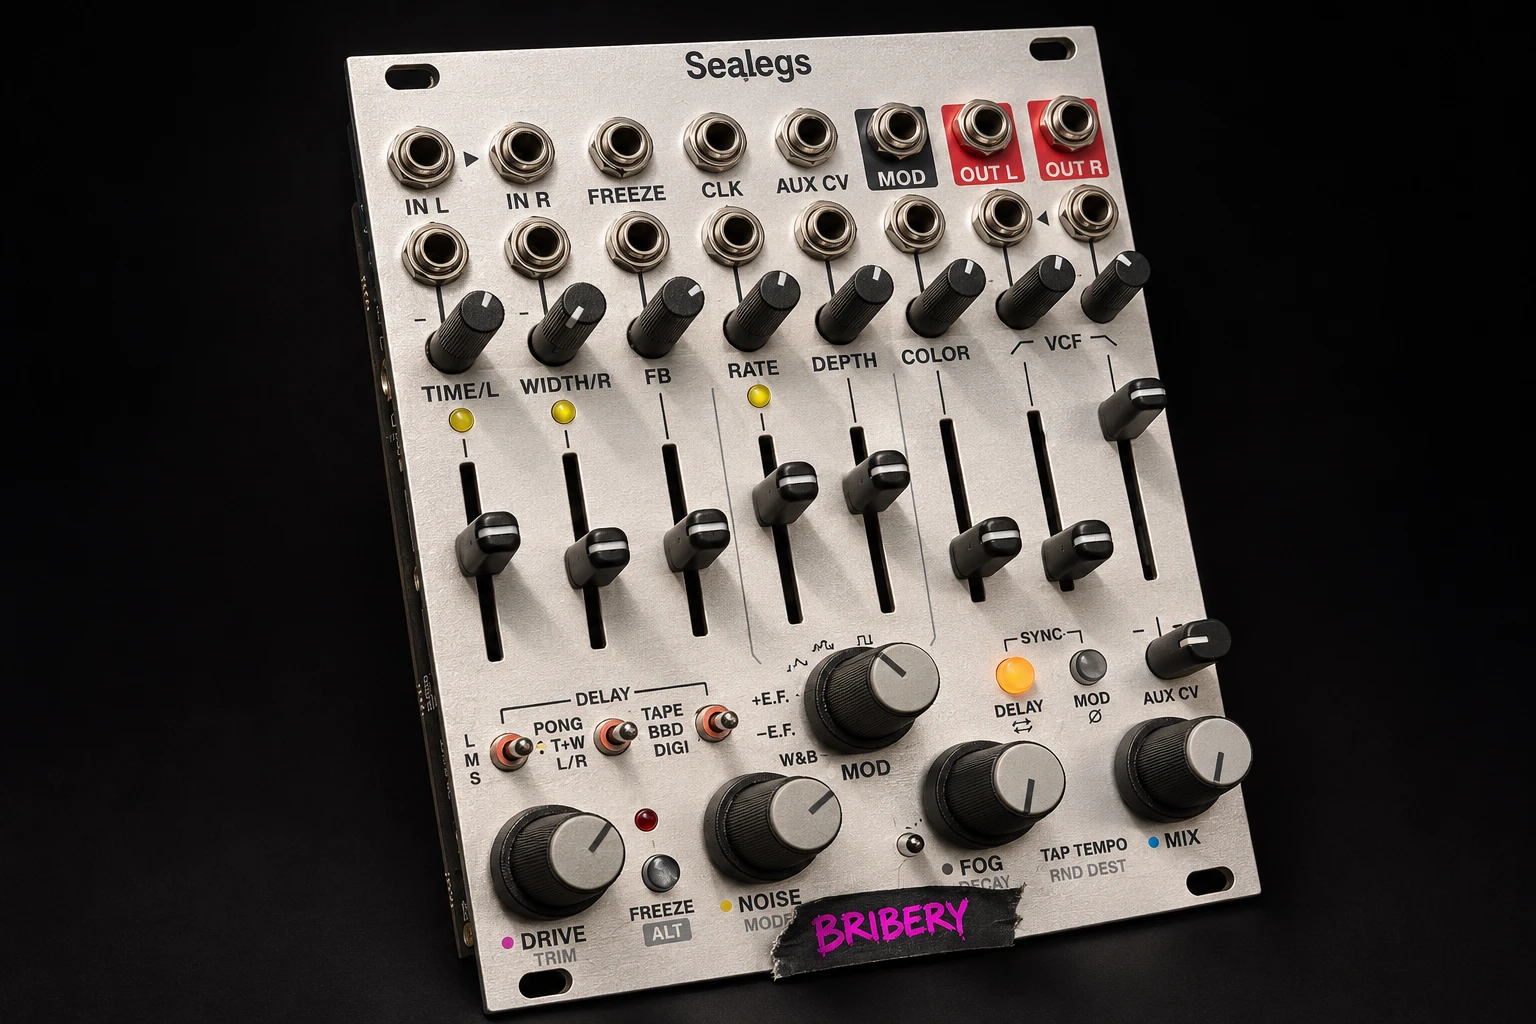 Sealegs
IN L
IN R
FREEZE
CLK
AUX CV
MOD
OUT L
OUT R
TIME/L
WIDTH/R
FB
RATE
DEPTH
COLOR
VCF
DELAY
L
M
S
PONG
T+W
L/R
TAPE
BBD
DIGI
+E.F.
−E.F.
W&B
MOD
SYNC
DELAY
MOD
Ø
AUX CV
DRIVE
TRIM
FREEZE
ALT
NOISE
FOG
DECAY
TAP TEMPO
RND DEST
MIX
BRIBERY